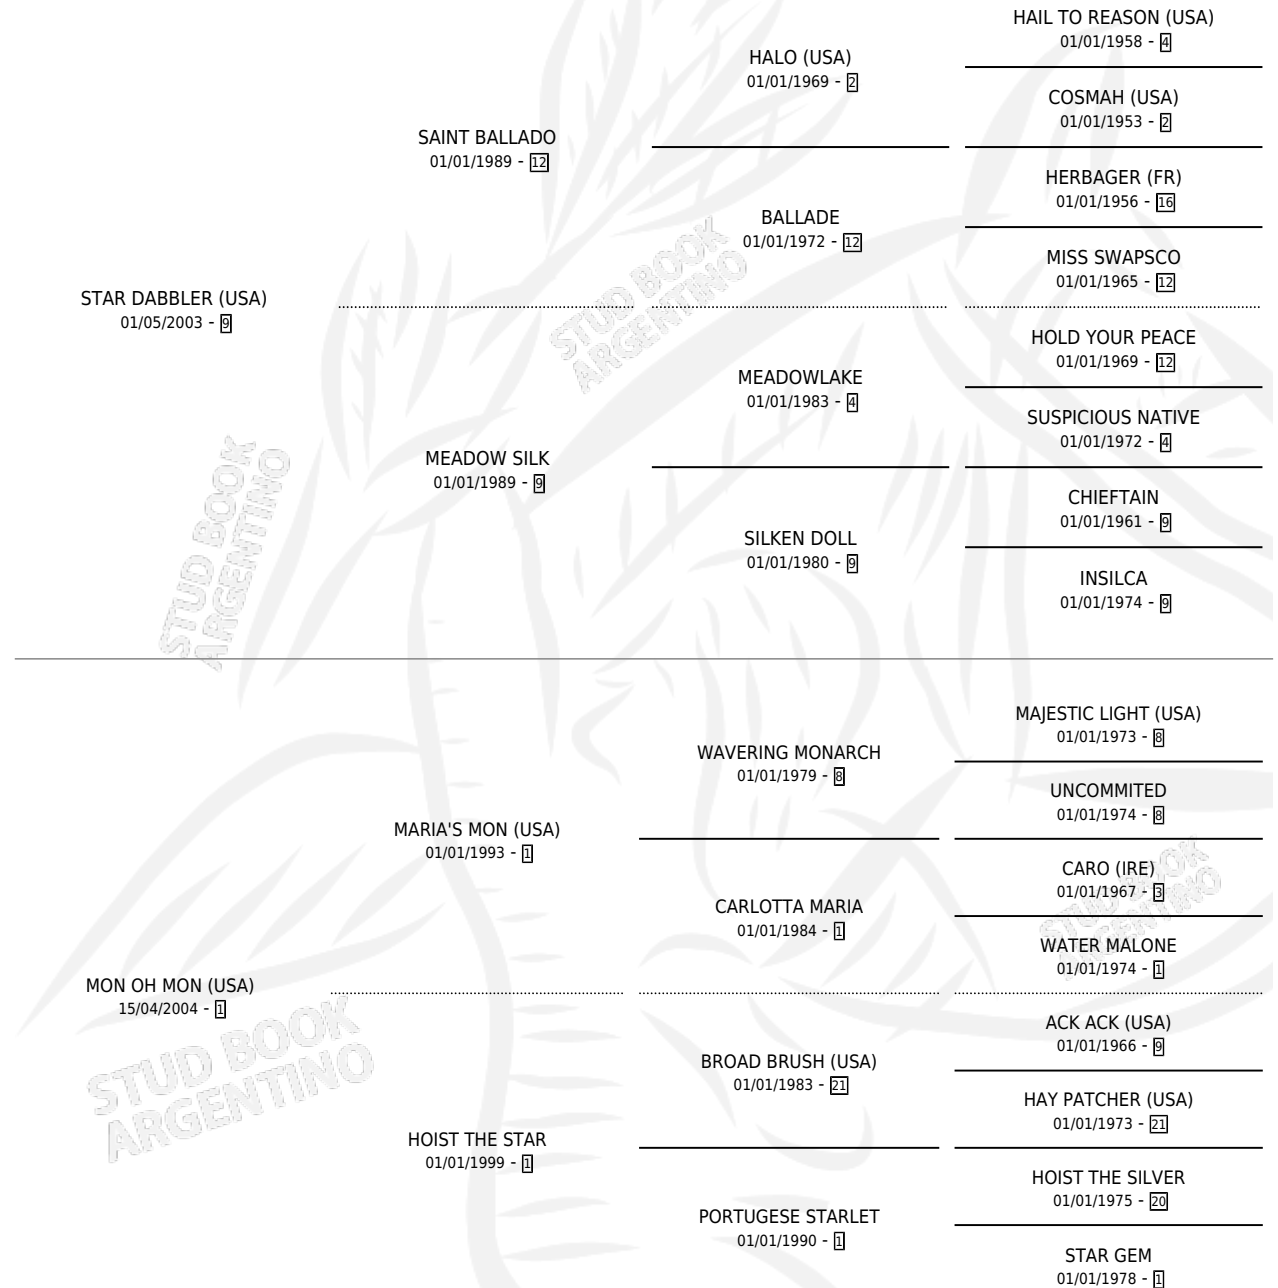 HAIL TO REASON (USA)
01/01/1958 - 4
HALO (USA)
01/01/1969 - 2
COSMAH (USA)
01/01/1953 - 2
SAINT BALLADO
01/01/1989 - 12
HERBAGER (FR)
01/01/1956 - 16
BALLADE
01/01/1972 - 12
MISS SWAPSCO
01/01/1965 - 12
STUD BOOK
ARGENTINO
STAR DABBLER (USA)
01/05/2003 - 9
HOLD YOUR PEACE
01/01/1969 - 12
MEADOWLAKE
01/01/1983 - 4
SUSPICIOUS NATIVE
01/01/1972 - 4
MEADOW SILK
01/01/1989 - 9
CHIEFTAIN
01/01/1961 - 9
SILKEN DOLL
01/01/1980 - 9
INSILCA
01/01/1974 - 9
STUD BOOK
ARGENTINO
MAJESTIC LIGHT (USA)
01/01/1973 - 8
WAVERING MONARCH
01/01/1979 - 8
UNCOMMITED
01/01/1974 - 8
MARIA'S MON (USA)
01/01/1993 - 1
CARO (IRE)
01/01/1967 - 3
CARLOTTA MARIA
01/01/1984 - 1
WATER MALONE
01/01/1974 - 1
STUD BOOK
ARGENTINO
MON OH MON (USA)
15/04/2004 - 1
ACK ACK (USA)
01/01/1966 - 9
BROAD BRUSH (USA)
01/01/1983 - 21
HAY PATCHER (USA)
01/01/1973 - 21
HOIST THE STAR
01/01/1999 - 1
HOIST THE SILVER
01/01/1975 - 20
PORTUGESE STARLET
01/01/1990 - 1
STAR GEM
01/01/1978 - 1
STUD BOOK
ARGENTINO